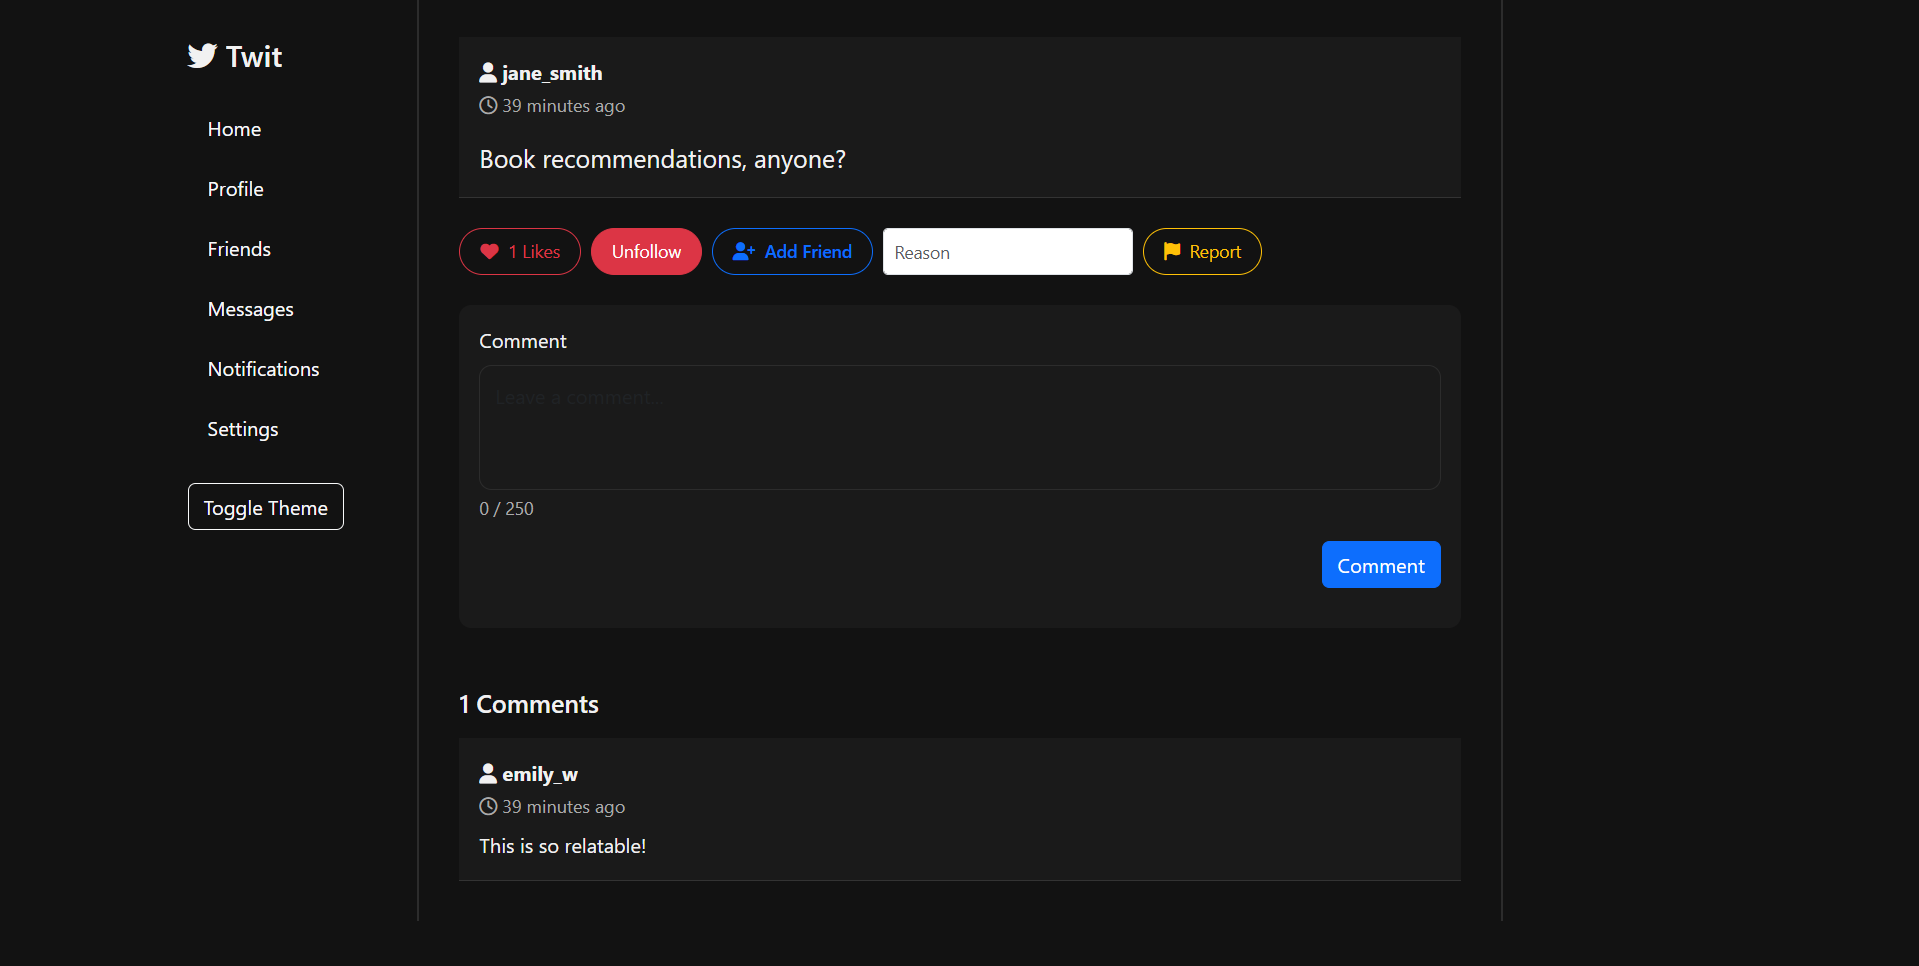 Twit
Home
Profile
Friends
Messages
Notifications
Settings
Toggle Theme
jane_smith
39 minutes ago
Book recommendations, anyone?
1 Likes
Unfollow
Add Friend
Reason
Report
Comment
Leave a comment...
0 / 250
Comment
1 Comments
emily_w
39 minutes ago
This is so relatable!